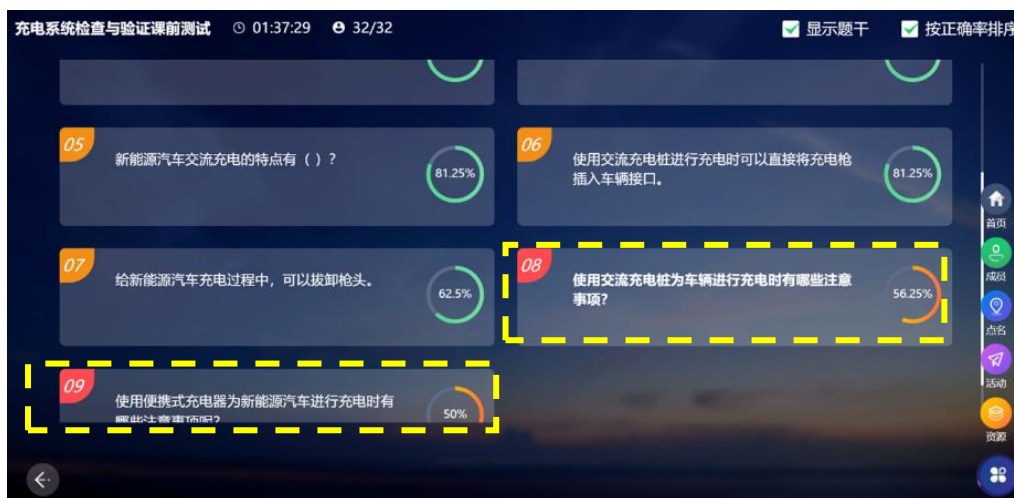 充电系统检查与验证课前测试 01:37:29 32/32 显示题干 按正确率排序
05
新能源汽车交流充电的特点有（ ）？
81.25%
06
使用交流充电桩进行充电时可以直接将充电枪
插入车辆接口。
81.25%
07
给新能源汽车充电过程中，可以拔卸枪头。
62.5%
08
使用交流充电桩为车辆进行充电时有哪些注意
事项?
56.25%
09
使用便携式充电器为新能源汽车进行充电时有
哪些注意事项呢?
50%
首页
成员
点名
活动
资源